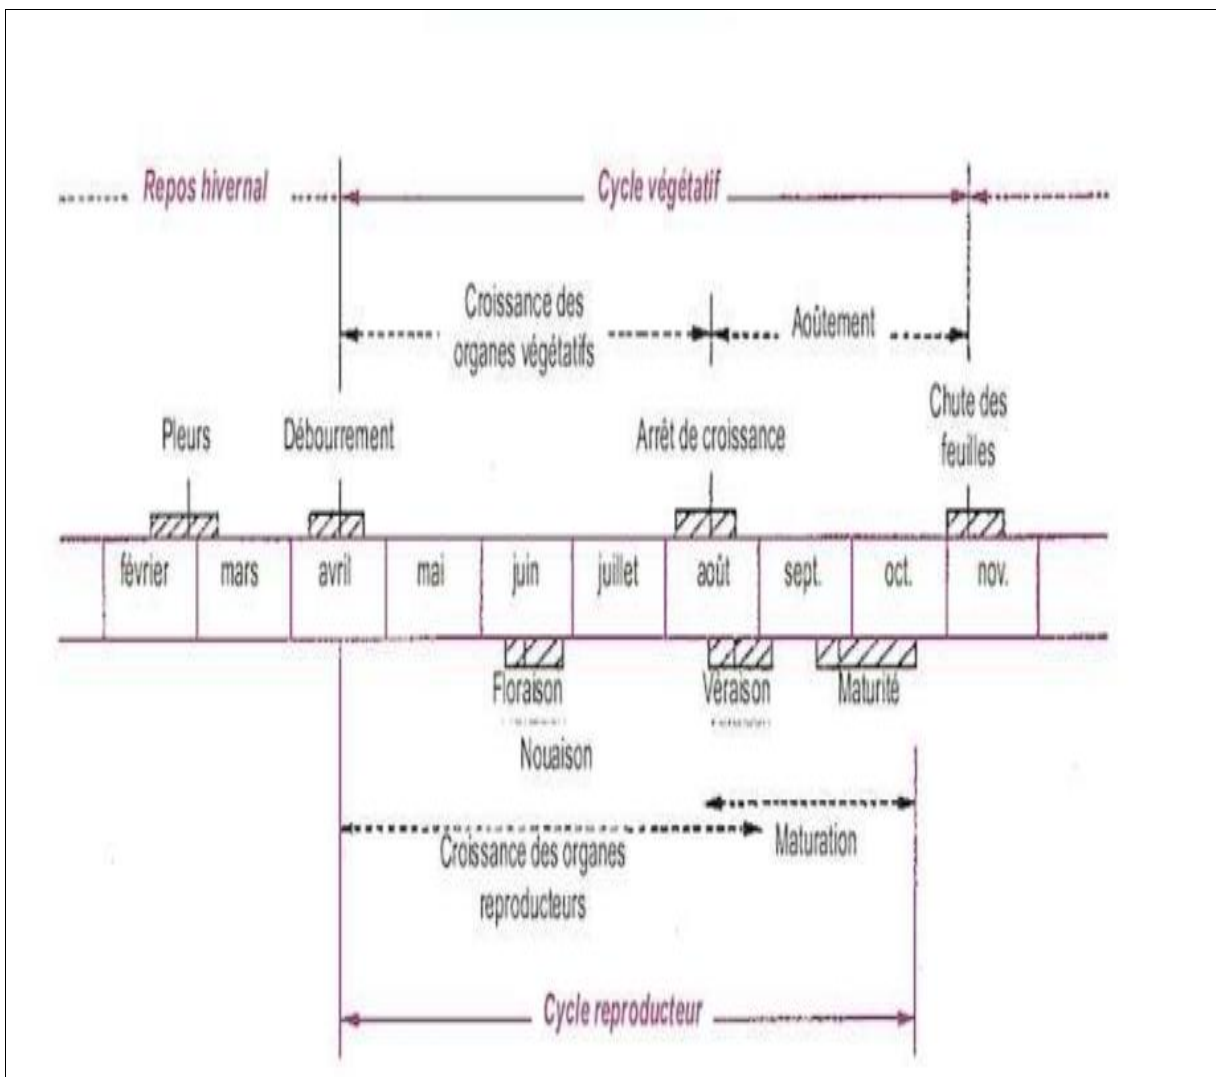 Repos hivernal
Cycle végétatif
Croissance des
organes végétatifs
Aoûtement
Pleurs
Débourrement
Arrêt de croissance
Chute des
feuilles
février mars avril mai juin juillet août sept. oct. nov.
Floraison
Véraison
Maturité
Nouaison
Maturation
Croissance des organes
reproducteurs
Cycle reproducteur